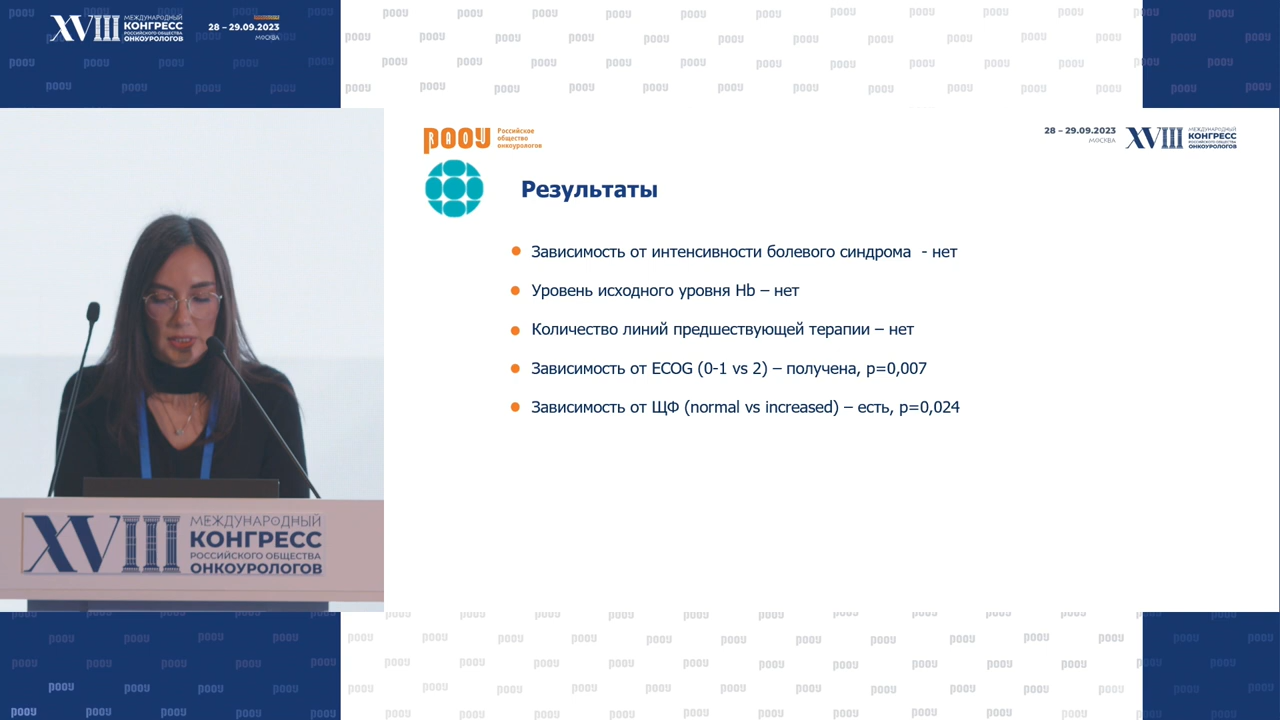 XVIII
МЕЖДУНАРОДНЫЙ
КОНГРЕСС
РОССИЙСКОГО ОБЩЕСТВА
ОНКОУРОЛОГОВ
28 – 29.09.2023
МОСКВА
РООУ
Российское
общество
онкоурологов
28 – 29.09.2023
МОСКВА
XVIII
МЕЖДУНАРОДНЫЙ
КОНГРЕСС
РОССИЙСКОГО ОБЩЕСТВА
ОНКОУРОЛОГОВ
Результаты
Зависимость от интенсивности болевого синдрома - нет
Уровень исходного уровня Hb – нет
Количество линий предшествующей терапии – нет
Зависимость от ECOG (0-1 vs 2) – получена, p=0,007
Зависимость от ЩФ (normal vs increased) – есть, p=0,024
XVIII
МЕЖДУНАРОДНЫЙ
КОНГРЕСС
РОССИЙСКОГО ОБЩЕСТВА
ОНКОУРОЛОГОВ